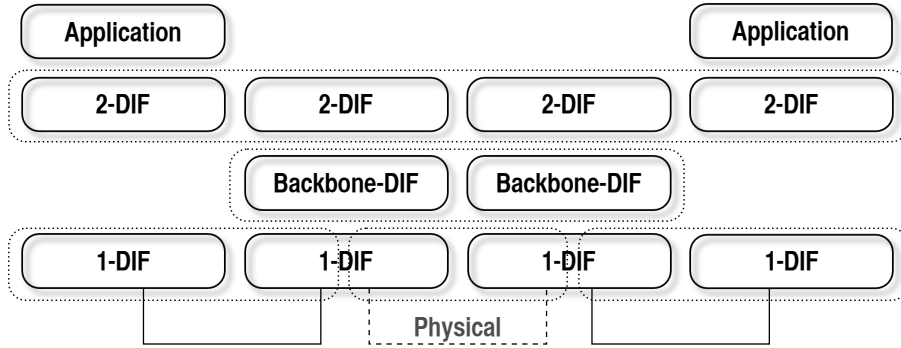 Application Application
2-DIF 2-DIF 2-DIF 2-DIF
Backbone-DIF Backbone-DIF
1-DIF 1-DIF 1-DIF 1-DIF
Physical